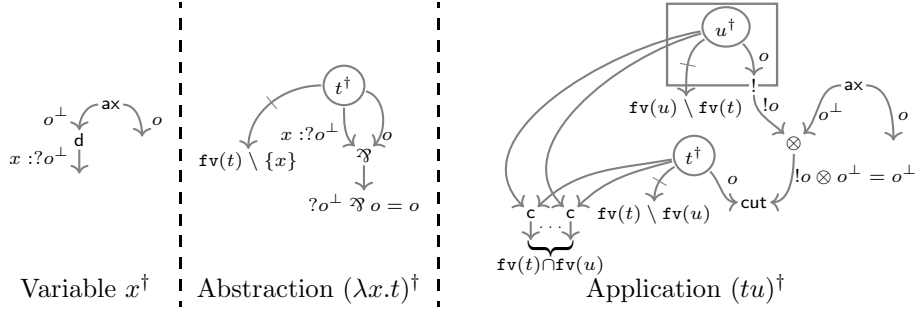 ax
o⊥
o
d
x :?o⊥
Variable x†
t†
x :?o⊥
o
fv(t) \ {x}
⅋
?o⊥ ⅋ o = o
Abstraction (λx.t)†
u†
o
!
fv(u) \ fv(t)
!o
ax
o⊥
o
⊗
t†
o
!o ⊗ o⊥ = o⊥
fv(t) \ fv(u)
cut
c ... c
fv(t)∩fv(u)
Application (tu)†